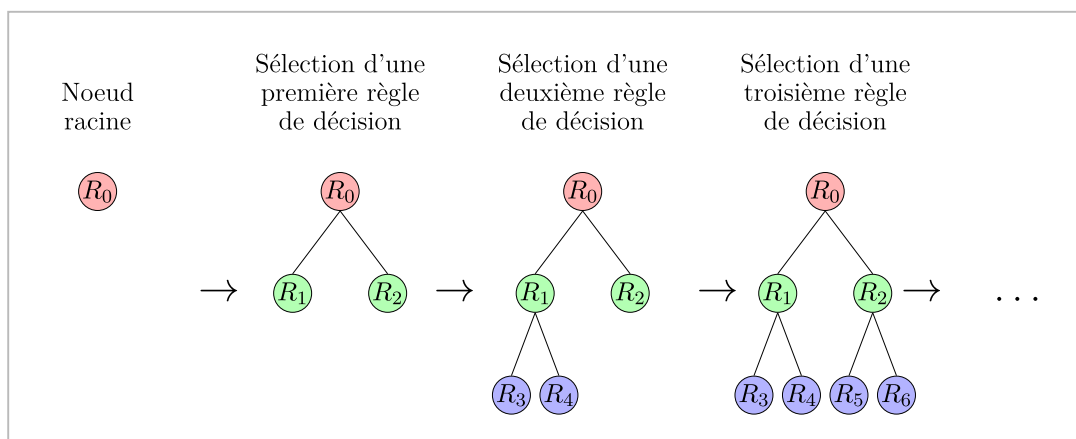 Noeud
racine
Sélection d'une
première règle
de décision
Sélection d'une
deuxième règle
de décision
Sélection d'une
troisième règle
de décision
R₀
R₀
R₀
R₀
→
R₁ R₂
→
R₁ R₂
→
R₁ R₂
→
...
R₃ R₄
R₃ R₄ R₅ R₆